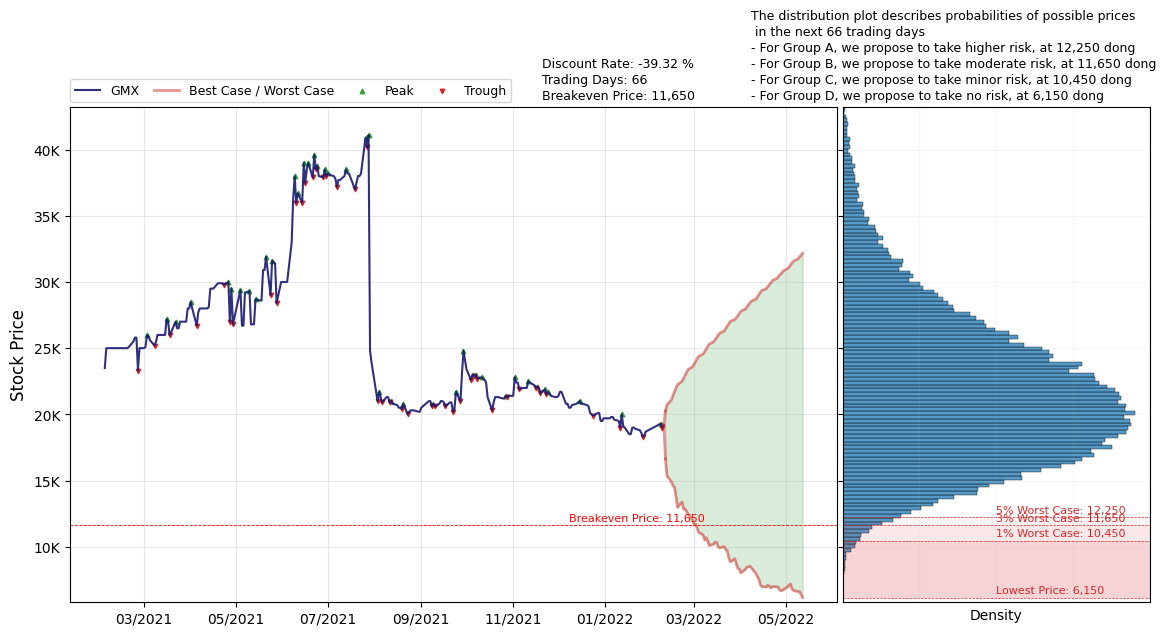 The distribution plot describes probabilities of possible prices
in the next 66 trading days
- For Group A, we propose to take higher risk, at 12,250 dong
- For Group B, we propose to take moderate risk, at 11,650 dong
- For Group C, we propose to take minor risk, at 10,450 dong
- For Group D, we propose to take no risk, at 6,150 dong
Discount Rate: -39.32 %
Trading Days: 66
Breakeven Price: 11,650
GMX
Best Case / Worst Case
Peak
Trough
Stock Price
40K
35K
30K
25K
20K
15K
10K
Breakeven Price: 11,650
5% Worst Case: 12,250
3% Worst Case: 11,650
1% Worst Case: 10,450
Lowest Price: 6,150
03/2021
05/2021
07/2021
09/2021
11/2021
01/2022
03/2022
05/2022
Density